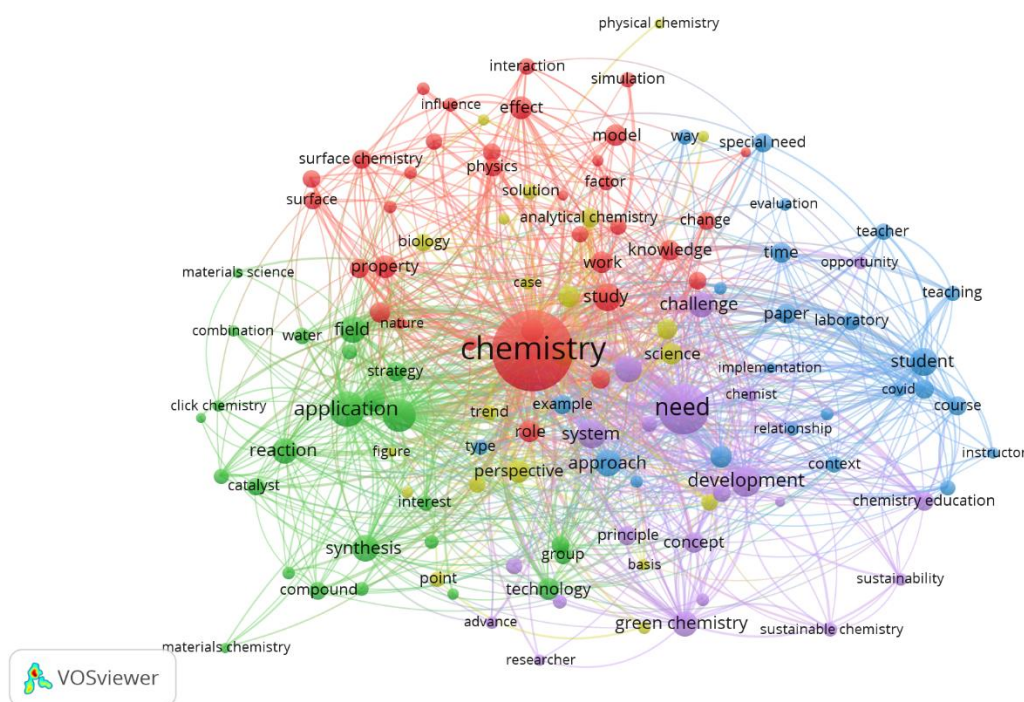 physical chemistry
interaction
simulation
influence
effect
model
way
special need
surface chemistry
physics
factor
surface
solution
evaluation
analytical chemistry
change
teacher
biology
knowledge
time
opportunity
materials science
property
work
case
study
challenge
teaching
nature
paper
laboratory
combination
water
field
chemistry
science
student
strategy
implementation
covid
click chemistry
application
trend
example
need
chemist
course
role
system
relationship
reaction
figure
type
perspective
approach
context
instructor
catalyst
development
interest
chemistry education
synthesis
group
principle
concept
point
basis
sustainability
compound
technology
advance
green chemistry
sustainable chemistry
materials chemistry
researcher
VOSviewer